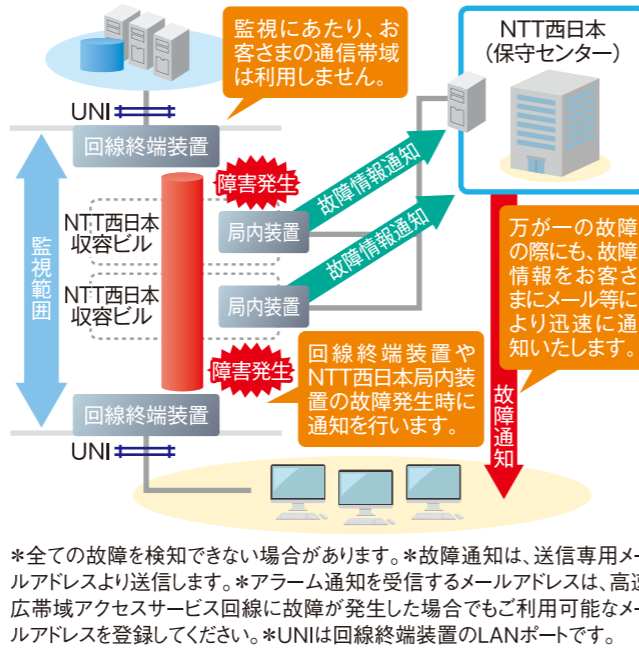 監視にあたり、お
客さまの通信帯域
は利用しません。
NTT西日本
（保守センター）
UNI
回線終端装置
障害発生
故障情報通知
NTT西日本
収容ビル
局内装置
監視範囲
故障情報通知
NTT西日本
収容ビル
局内装置
万が一の故障
の際にも、故障
情報をお客さ
まにメール等に
より迅速に通
知いたします。
障害発生
回線終端装置や
NTT西日本局内装
置の故障発生時に
通知を行います。
回線終端装置
故障通知
UNI
＊全ての故障を検知できない場合があります。＊故障通知は、送信専用メー
ルアドレスより送信します。＊アラーム通知を受信するメールアドレスは、高速
広帯域アクセスサービス回線に故障が発生した場合でもご利用可能なメー
ルアドレスを登録してください。＊UNIは回線終端装置のLANポートです。